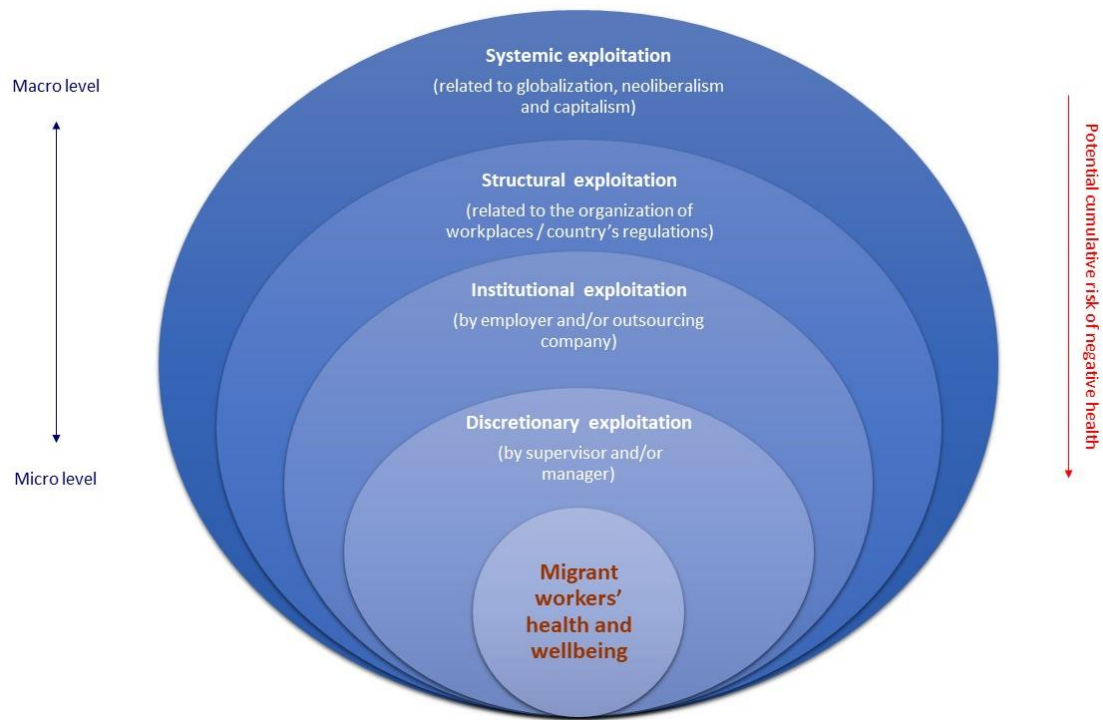 Systemic exploitation
(related to globalization, neoliberalism
and capitalism)
Macro level
Structural exploitation
(related to the organization of
workplaces / country's regulations)
Institutional exploitation
(by employer and/or outsourcing
company)
Discretionary exploitation
(by supervisor and/or
manager)
Micro level
Migrant
workers’
health and
wellbeing
Potential cumulative risk of negative health